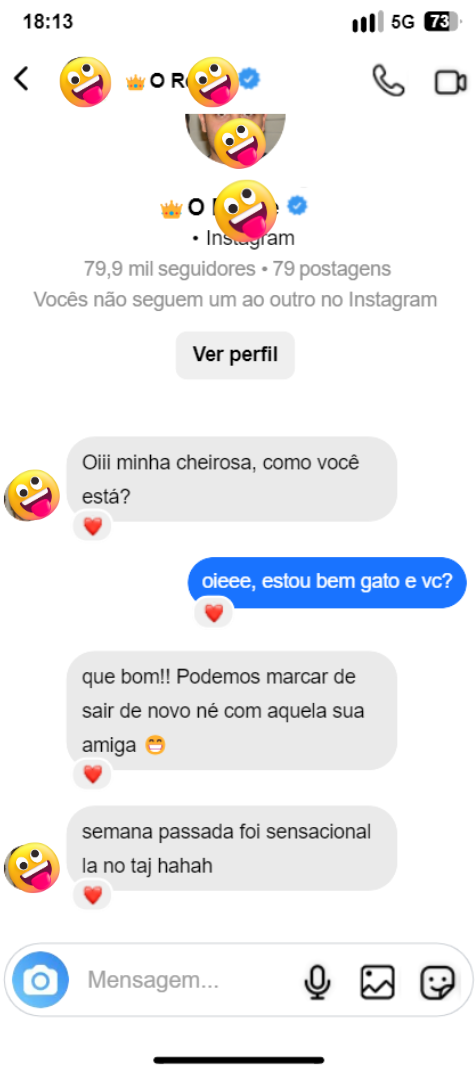 18:13
5G 73
O
O
• Instagram
79,9 mil seguidores • 79 postagens
Vocês não seguem um ao outro no Instagram
Ver perfil
Oiii minha cheirosa, como você
está?
oieee, estou bem gato e vc?
que bom!! Podemos marcar de
sair de novo né com aquela sua
amiga 😁
semana passada foi sensacional
la no taj hahah
Mensagem...